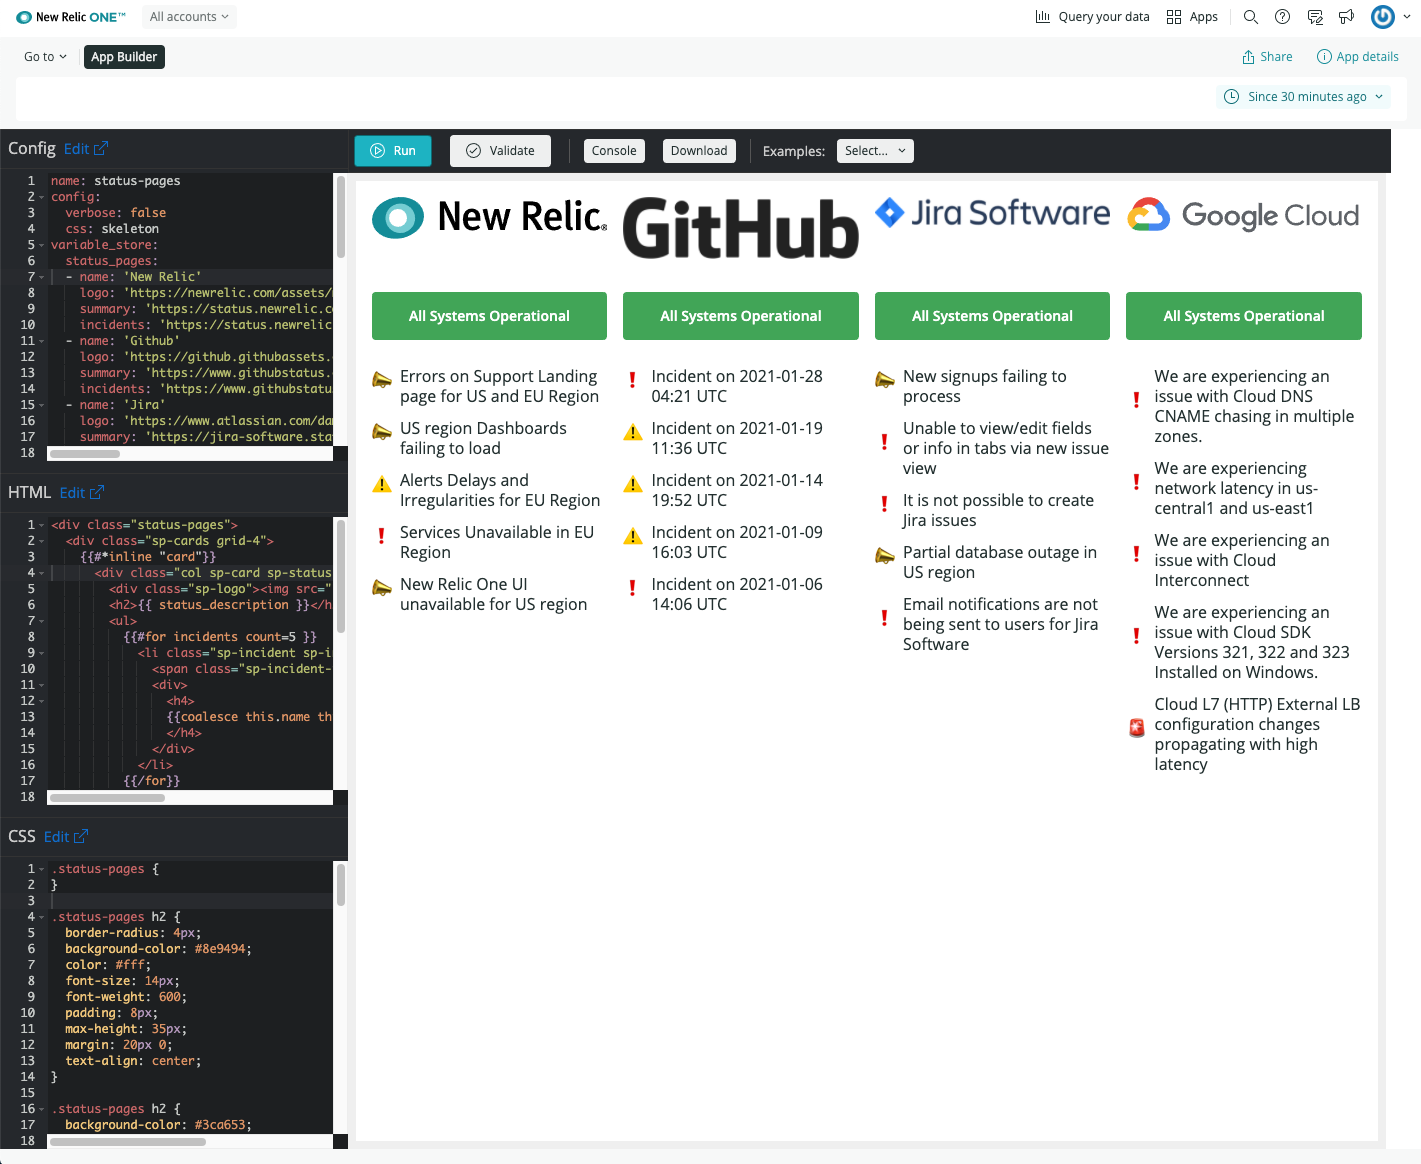 New Relic ONE™
All accounts
Query your data
Apps
Go to
App Builder
Share
App details
Since 30 minutes ago
Config Edit
Run
Validate
Console
Download
Examples:
Select...
1 name: status-pages
2 config:
3 verbose: false
4 css: skeleton
5 variable_store:
6 status_pages:
7 - name: 'New Relic'
8 logo: 'https://newrelic.com/assets/
9 summary: 'https://status.newrelic.c
10 incidents: 'https://status.newrelic
11 - name: 'Github'
12 logo: 'https://github.githubassets.
13 summary: 'https://www.githubstatus.
14 incidents: 'https://www.githubstatu
15 - name: 'Jira'
16 logo: 'https://www.atlassian.com/da
17 summary: 'https://jira-software.sta
18
HTML Edit
1 <div class="status-pages">
2 <div class="sp-cards grid-4">
3 {{#*inline "card"}}
4 <div class="col sp-card sp-status
5 <div class="sp-logo"><img src="
6 <h2>{{ status_description }}</h
7 <ul>
8 {{#for incidents count=5 }}
9 <li class="sp-incident sp-i
10 <span class="sp-incident-
11 <div>
12 <h4>
13 {{coalesce this.name th
14 </h4>
15 </div>
16 </li>
17 {{/for}}
18
CSS Edit
1 .status-pages {
2 }
3
4 .status-pages h2 {
5 border-radius: 4px;
6 background-color: #8e9494;
7 color: #fff;
8 font-size: 14px;
9 font-weight: 600;
10 padding: 8px;
11 max-height: 35px;
12 margin: 20px 0;
13 text-align: center;
14 }
15
16 .status-pages h2 {
17 background-color: #3ca653;
18
New Relic®
All Systems Operational
Errors on Support Landing
page for US and EU Region
US region Dashboards
failing to load
Alerts Delays and
Irregularities for EU Region
Services Unavailable in EU
Region
New Relic One UI
unavailable for US region
GitHub
All Systems Operational
Incident on 2021-01-28
04:21 UTC
Incident on 2021-01-19
11:36 UTC
Incident on 2021-01-14
19:52 UTC
Incident on 2021-01-09
16:03 UTC
Incident on 2021-01-06
14:06 UTC
Jira Software
All Systems Operational
New signups failing to
process
Unable to view/edit fields
or info in tabs via new issue
view
It is not possible to create
Jira issues
Partial database outage in
US region
Email notifications are not
being sent to users for Jira
Software
Google Cloud
All Systems Operational
We are experiencing an
issue with Cloud DNS
CNAME chasing in multiple
zones.
We are experiencing
network latency in us-
central1 and us-east1
We are experiencing an
issue with Cloud
Interconnect
We are experiencing an
issue with Cloud SDK
Versions 321, 322 and 323
Installed on Windows.
Cloud L7 (HTTP) External LB
configuration changes
propagating with high
latency